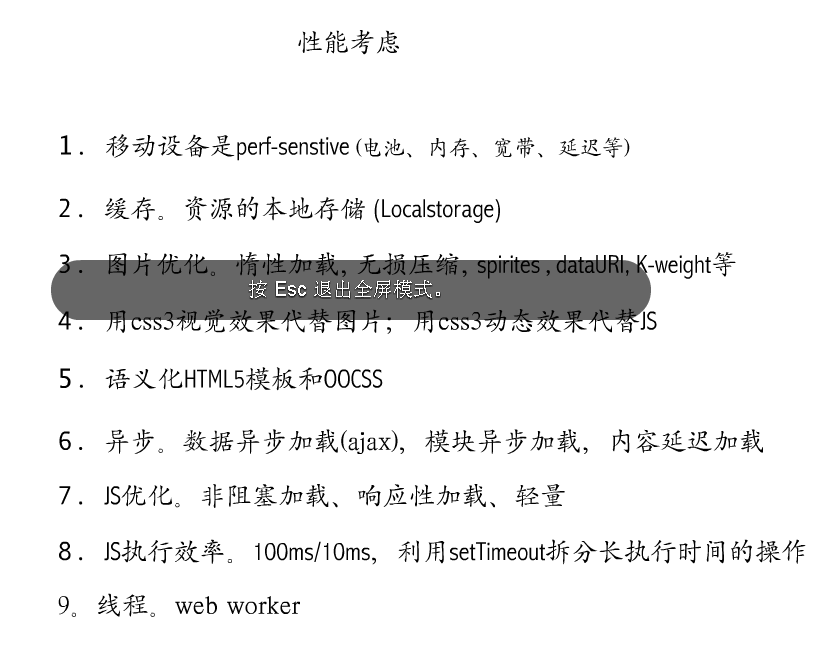 性能考虑
1. 移动设备是perf-senstive (电池、内存、宽带、延迟等)
2. 缓存。资源的本地存储 (Localstorage)
3. 图片优化。惰性加载, 无损压缩, spirites , dataURI, K-weight等
按 Esc 退出全屏模式。
4. 用css3视觉效果代替图片; 用css3动态效果代替JS
5. 语义化HTML5模板和OOCSS
6. 异步。数据异步加载(ajax), 模块异步加载, 内容延迟加载
7. JS优化。非阻塞加载、响应性加载、轻量
8. JS执行效率。100ms/10ms, 利用setTimeout拆分长执行时间的操作
9。线程。web worker